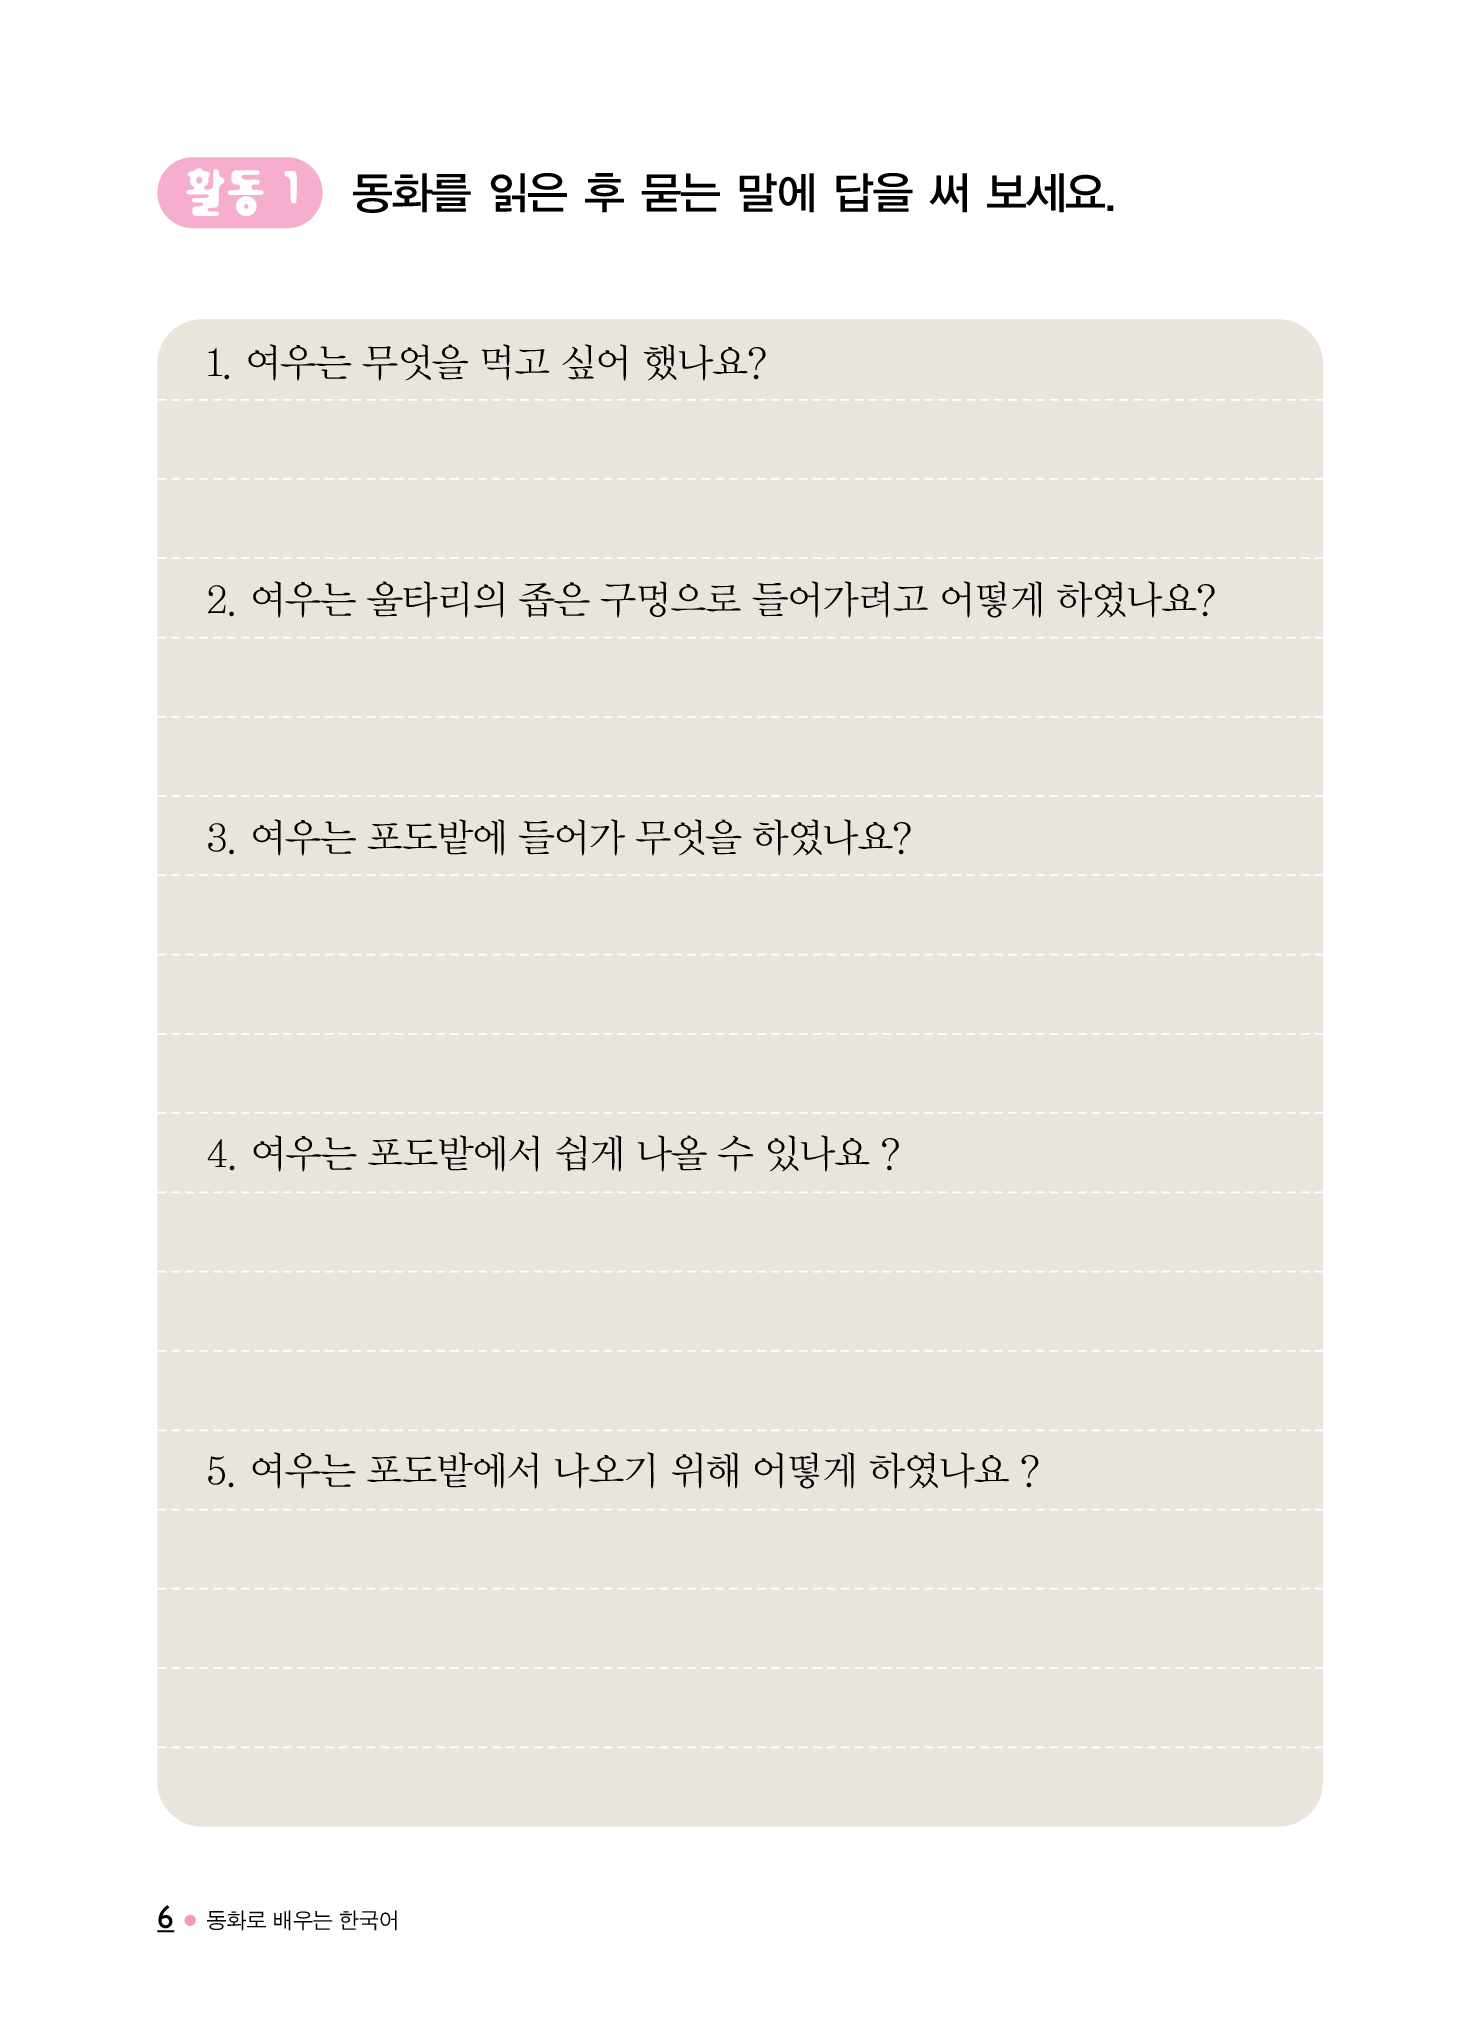 활동 1 동화를 읽은 후 묻는 말에 답을 써 보세요.
1. 여우는 무엇을 먹고 싶어 했나요?
2. 여우는 울타리의 좁은 구멍으로 들어가려고 어떻게 하였나요?
3. 여우는 포도밭에 들어가 무엇을 하였나요?
4. 여우는 포도밭에서 쉽게 나올 수 있나요 ?
5. 여우는 포도밭에서 나오기 위해 어떻게 하였나요 ?
6 ● 동화로 배우는 한국어